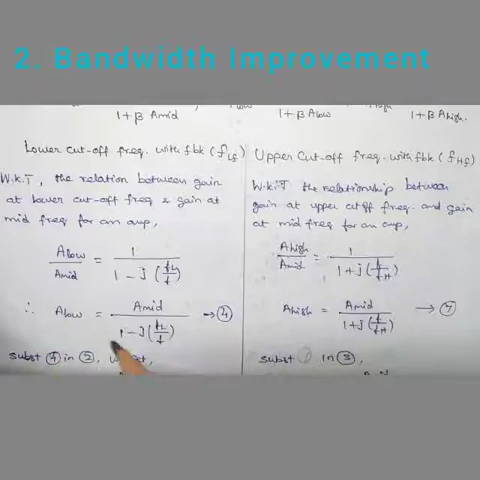 2. Bandwidth Improvement
1+β Amid
1+β Alow
1+β Ahigh.
Lower cut-off freq. with fbk (fLf)
W.K.T, the relation between gain
at lower cut-off freq & gain at
mid freq for an amp,
Alow/Amid = 1/(1 - j(fL/f))
∴ Alow = Amid/(1 - j(fL/f)) → ④
subst ④ in ②,
Upper Cut-off freq. with fbk (fHf)
W.K.T the relationship between
gain at upper cutoff freq. and gain
at mid freq for an amp,
Ahigh/Amid = 1/(1+j(f/fH))
Ahigh = Amid/(1+j(f/fH)) → ⑦
subst in ③,